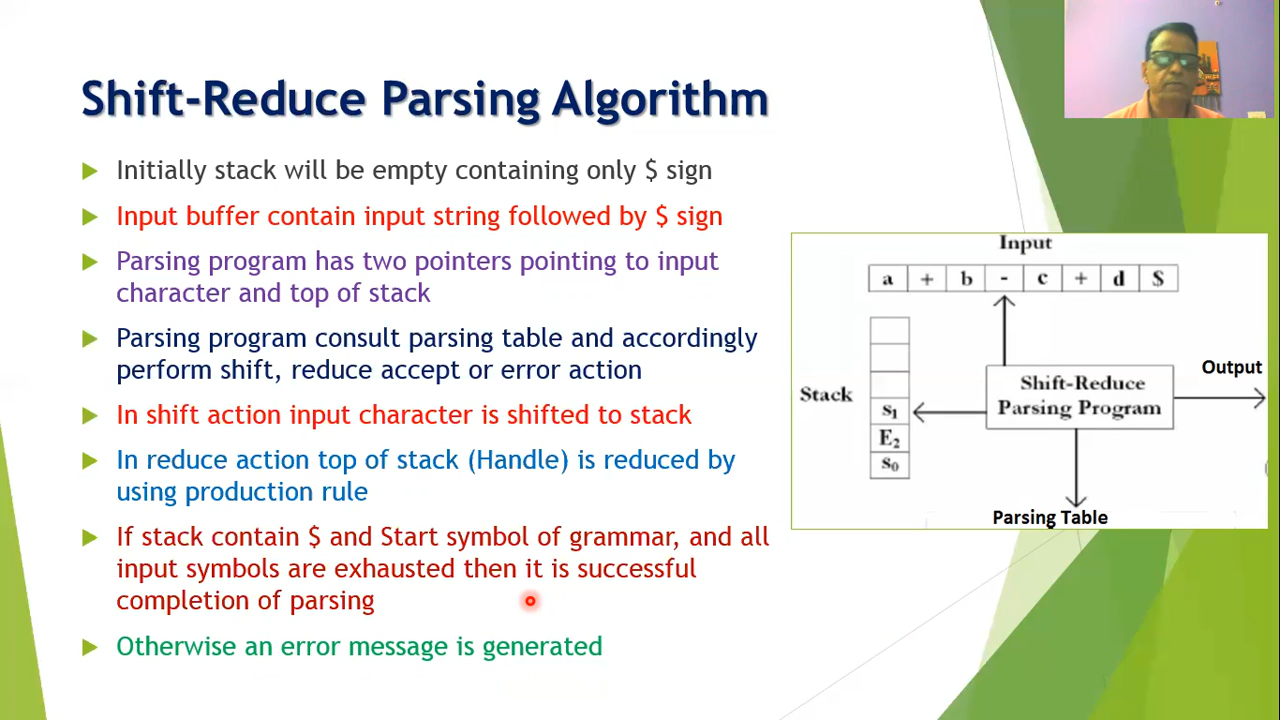 Shift-Reduce Parsing Algorithm
Initially stack will be empty containing only $ sign
Input buffer contain input string followed by $ sign
Parsing program has two pointers pointing to input
character and top of stack
Parsing program consult parsing table and accordingly
perform shift, reduce accept or error action
In shift action input character is shifted to stack
In reduce action top of stack (Handle) is reduced by
using production rule
If stack contain $ and Start symbol of grammar, and all
input symbols are exhausted then it is successful
completion of parsing
Otherwise an error message is generated
Input
a + b - c + d $
Stack
S₁
E₂
S₀
Shift-Reduce
Parsing Program
Output
Parsing Table